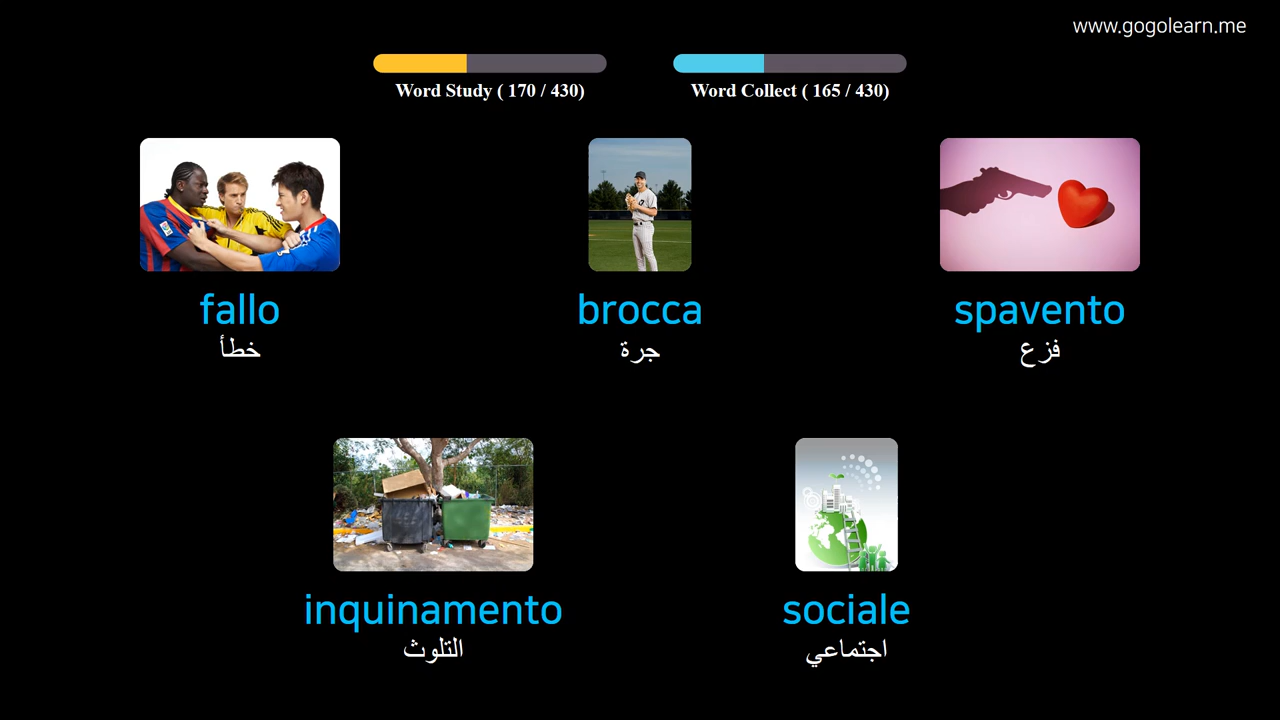 www.gogolearn.me
Word Study ( 170 / 430)
Word Collect ( 165 / 430)
fallo
خطأ
brocca
جرة
spavento
فزع
inquinamento
التلوث
sociale
اجتماعي